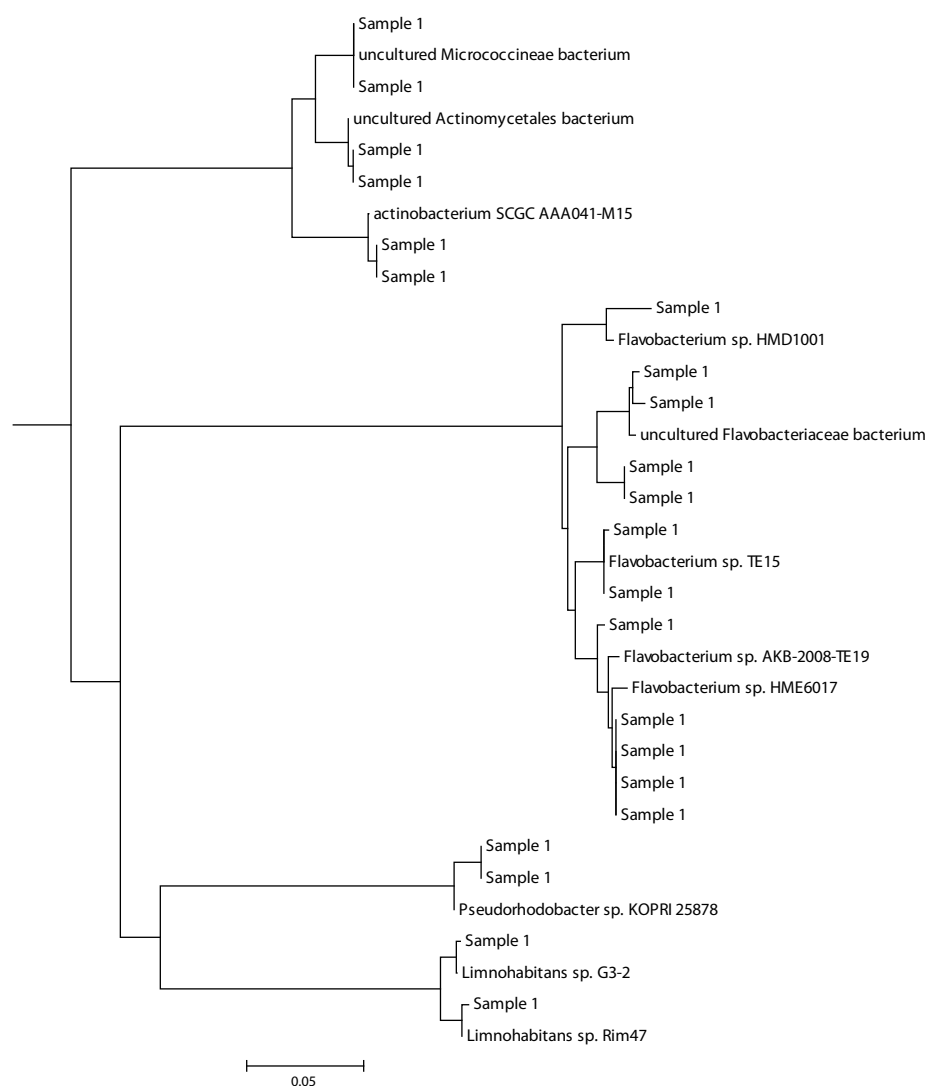 Sample 1
uncultured Micrococcineae bacterium
Sample 1
uncultured Actinomycetales bacterium
Sample 1
Sample 1
actinobacterium SCGC AAA041-M15
Sample 1
Sample 1
Sample 1
Flavobacterium sp. HMD1001
Sample 1
Sample 1
uncultured Flavobacteriaceae bacterium
Sample 1
Sample 1
Sample 1
Flavobacterium sp. TE15
Sample 1
Sample 1
Flavobacterium sp. AKB-2008-TE19
Flavobacterium sp. HME6017
Sample 1
Sample 1
Sample 1
Sample 1
Sample 1
Sample 1
Pseudorhodobacter sp. KOPRI 25878
Sample 1
Limnohabitans sp. G3-2
Sample 1
Limnohabitans sp. Rim47
0.05